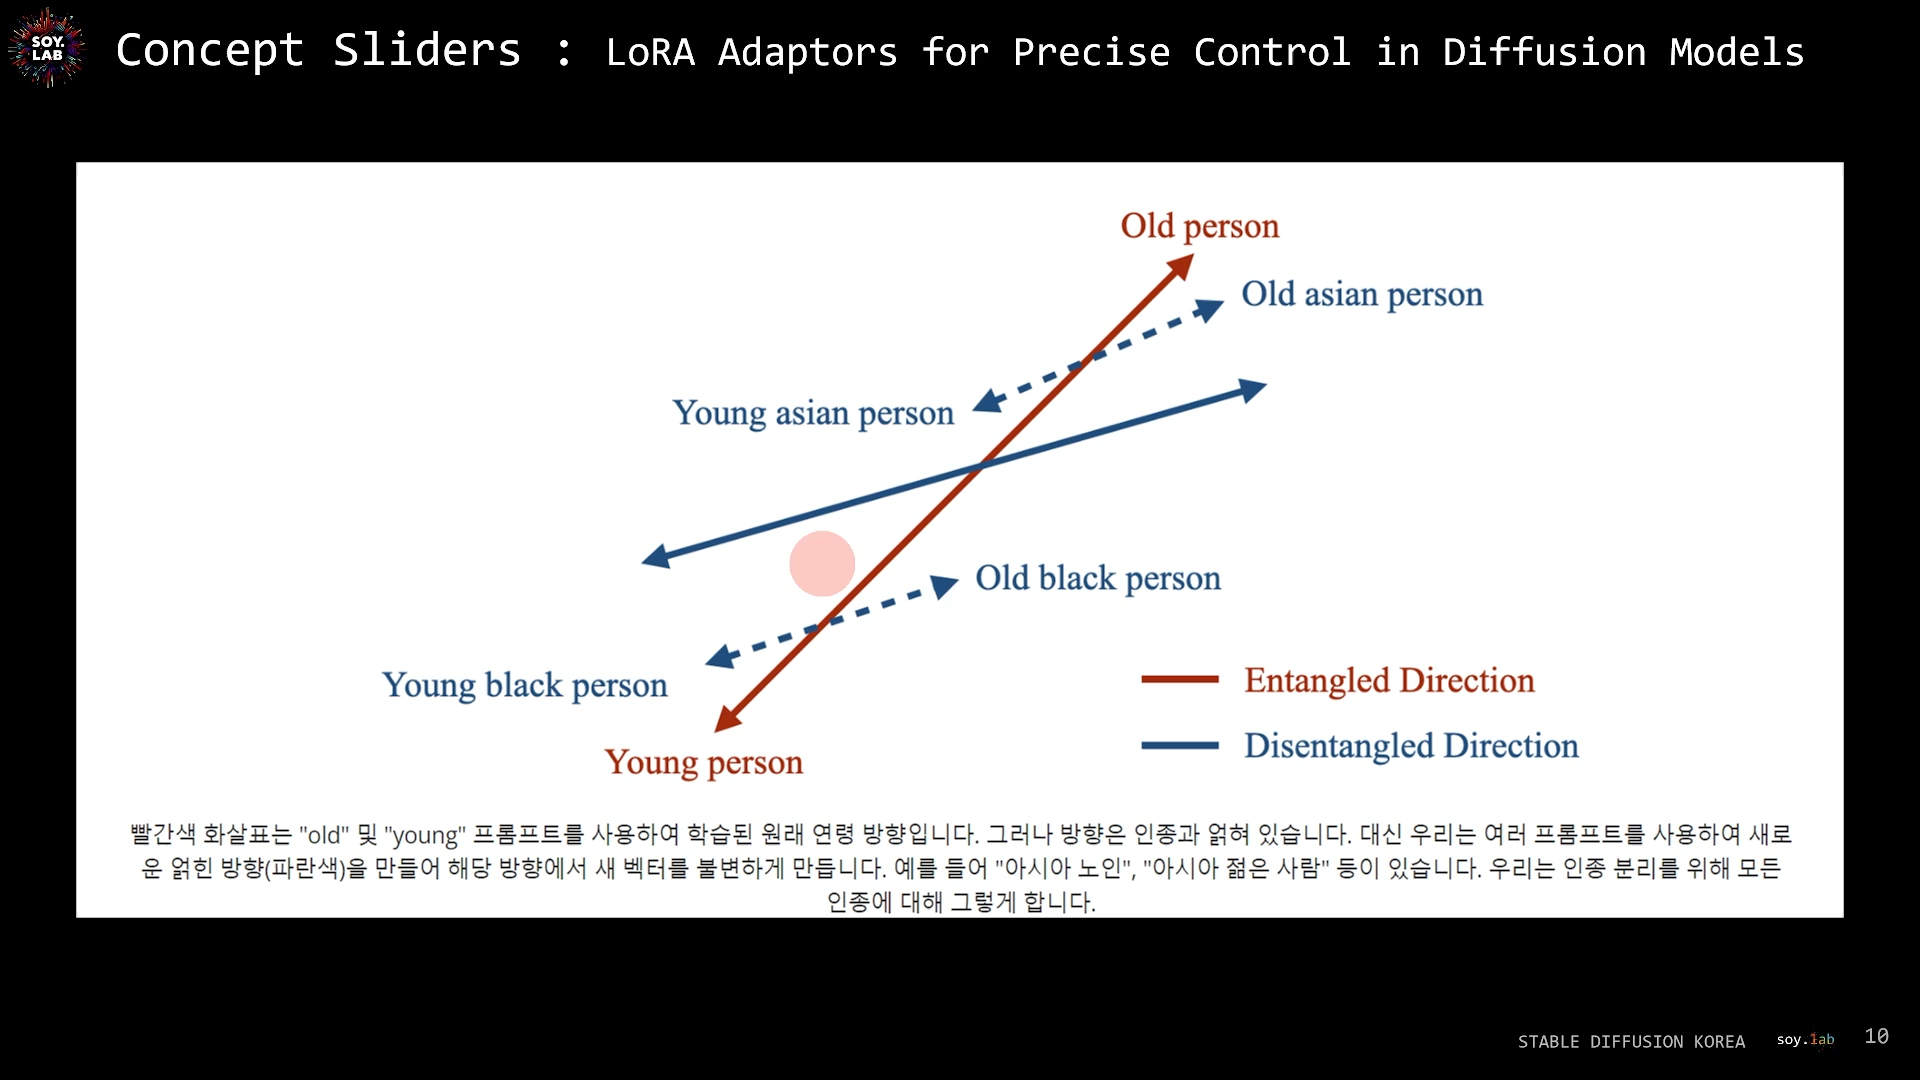 SOY.
LAB
Concept Sliders : LoRA Adaptors for Precise Control in Diffusion Models
Old person
Old asian person
Young asian person
Old black person
Young black person
Young person
Entangled Direction
Disentangled Direction
빨간색 화살표는 "old" 및 "young" 프롬프트를 사용하여 학습된 원래 연령 방향입니다. 그러나 방향은 인종과 얽혀 있습니다. 대신 우리는 여러 프롬프트를 사용하여 새로
운 얽힌 방향(파란색)을 만들어 해당 방향에서 새 벡터를 불변하게 만듭니다. 예를 들어 "아시아 노인", "아시아 젊은 사람" 등이 있습니다. 우리는 인종 분리를 위해 모든
인종에 대해 그렇게 합니다.
STABLE DIFFUSION KOREA soy.lab 10